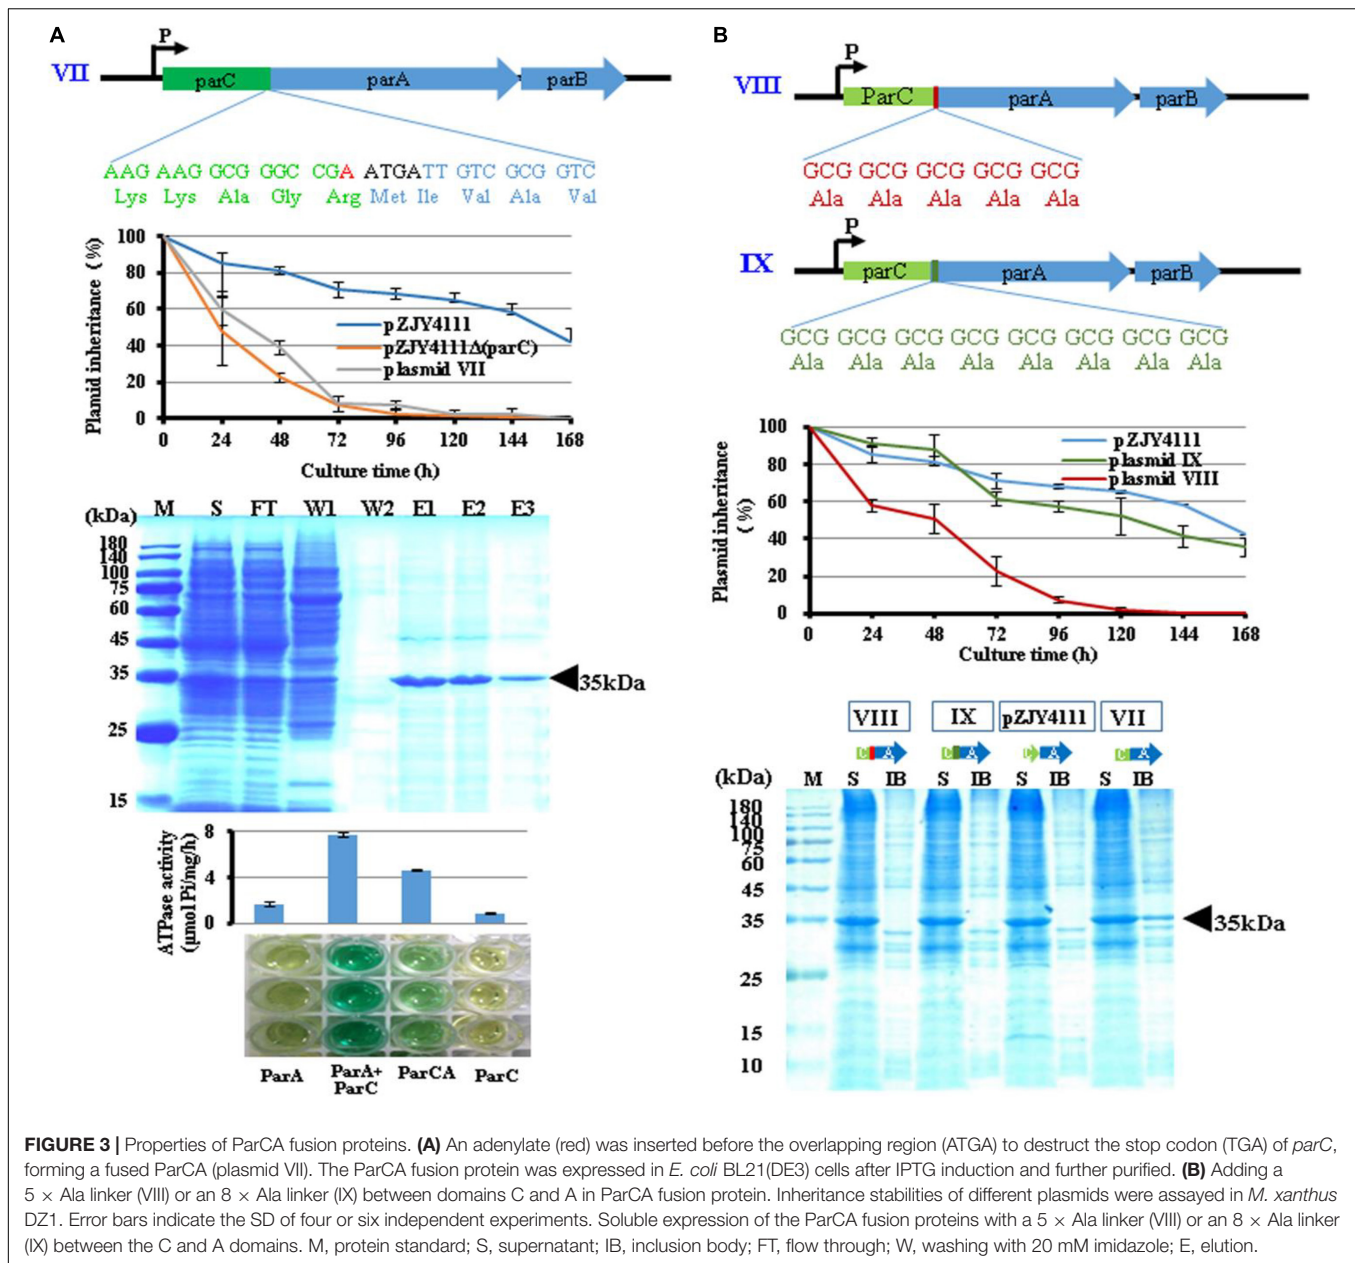 A
P
VII
parC parA parB
AAG AAG GCG GGC CGA ATGATT GTC GCG GTC
Lys Lys Ala Gly Arg Met Ile Val Ala Val
Plamid inheritance (%)
100
80
60
40
20
0
pZJY4111
pZJY4111Δ(parC)
plasmid VII
0 24 48 72 96 120 144 168
Culture time (h)
(kDa) M S FT W1 W2 E1 E2 E3
180
140
100
75
60
45
35
25
15
35kDa
ATPase activity
(μmol Pi/mg/h)
8
4
0
ParA ParA+ ParC ParCA ParC
B
P
VIII
ParC parA parB
GCG GCG GCG GCG GCG
Ala Ala Ala Ala Ala
P
IX
parC parA parB
GCG GCG GCG GCG GCG GCG GCG GCG
Ala Ala Ala Ala Ala Ala Ala Ala
Plasmid inheritance
(%)
100
80
60
40
20
0
pZJY4111
plasmid IX
plasmid VIII
0 24 48 72 96 120 144 168
Culture time (h)
VIII IX pZJY4111 VII
C A C A C A C A
(kDa) M S IB S IB S IB S IB
180
140
100
75
60
45
35
25
15
10
35kDa
FIGURE 3 | Properties of ParCA fusion proteins. (A) An adenylate (red) was inserted before the overlapping region (ATGA) to destruct the stop codon (TGA) of parC,
forming a fused ParCA (plasmid VII). The ParCA fusion protein was expressed in E. coli BL21(DE3) cells after IPTG induction and further purified. (B) Adding a
5 × Ala linker (VIII) or an 8 × Ala linker (IX) between domains C and A in ParCA fusion protein. Inheritance stabilities of different plasmids were assayed in M. xanthus
DZ1. Error bars indicate the SD of four or six independent experiments. Soluble expression of the ParCA fusion proteins with a 5 × Ala linker (VIII) or an 8 × Ala linker
(IX) between the C and A domains. M, protein standard; S, supernatant; IB, inclusion body; FT, flow through; W, washing with 20 mM imidazole; E, elution.